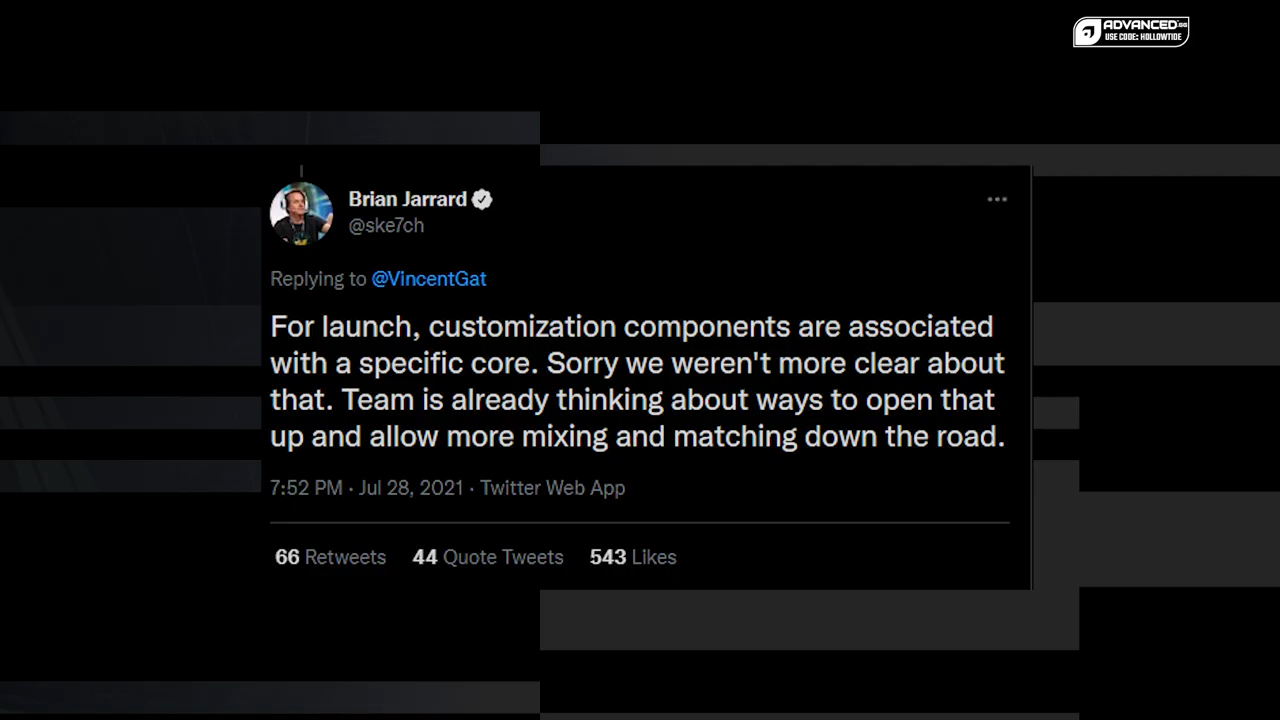 ADVANCED.GG
USE CODE: HOLLOWTIDE
Brian Jarrard
@ske7ch
Replying to @VincentGat
For launch, customization components are associated
with a specific core. Sorry we weren't more clear about
that. Team is already thinking about ways to open that
up and allow more mixing and matching down the road.
7:52 PM · Jul 28, 2021 · Twitter Web App
66 Retweets 44 Quote Tweets 543 Likes